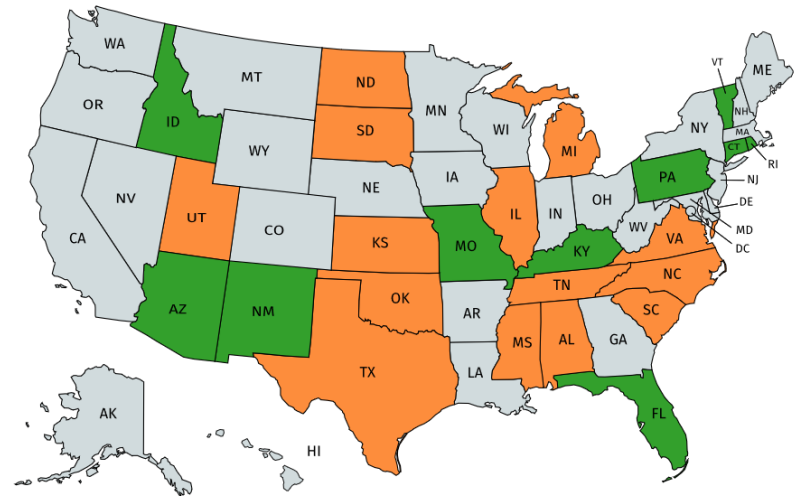 WA
MT
ND
MN
VT
ME
OR
ID
SD
WI
NY
NH
MA
CT
RI
WY
MI
PA
NJ
IA
NE
OH
DE
NV
UT
IL
IN
WV
MD
DC
CA
CO
KS
MO
KY
VA
NC
TN
AZ
NM
OK
AR
SC
MS
AL
GA
TX
LA
AK
FL
HI